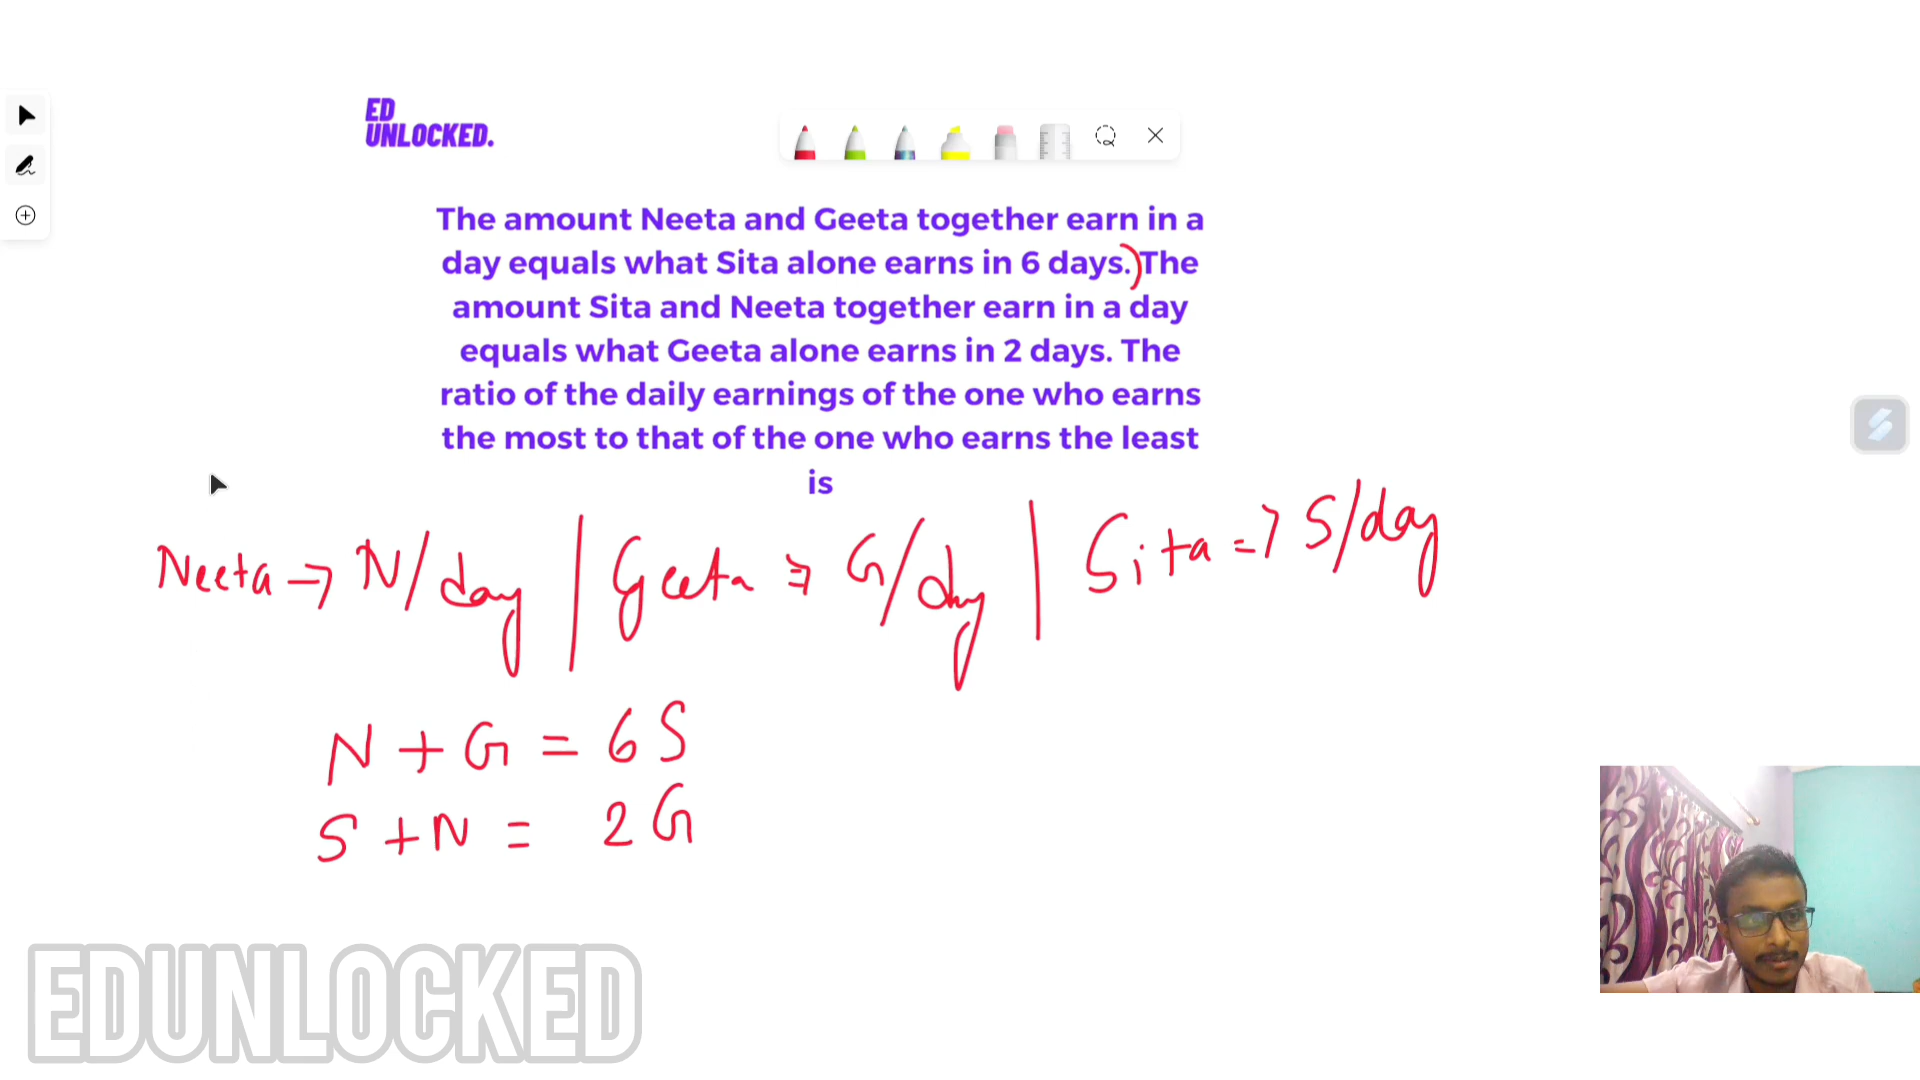 ED
UNLOCKED.
The amount Neeta and Geeta together earn in a
day equals what Sita alone earns in 6 days.) The
amount Sita and Neeta together earn in a day
equals what Geeta alone earns in 2 days. The
ratio of the daily earnings of the one who earns
the most to that of the one who earns the least
is
Neeta → N/day | Geeta ⇒ G/day | Sita => S/day
N + G = 6 S
S + N = 2 G
EDUNLOCKED